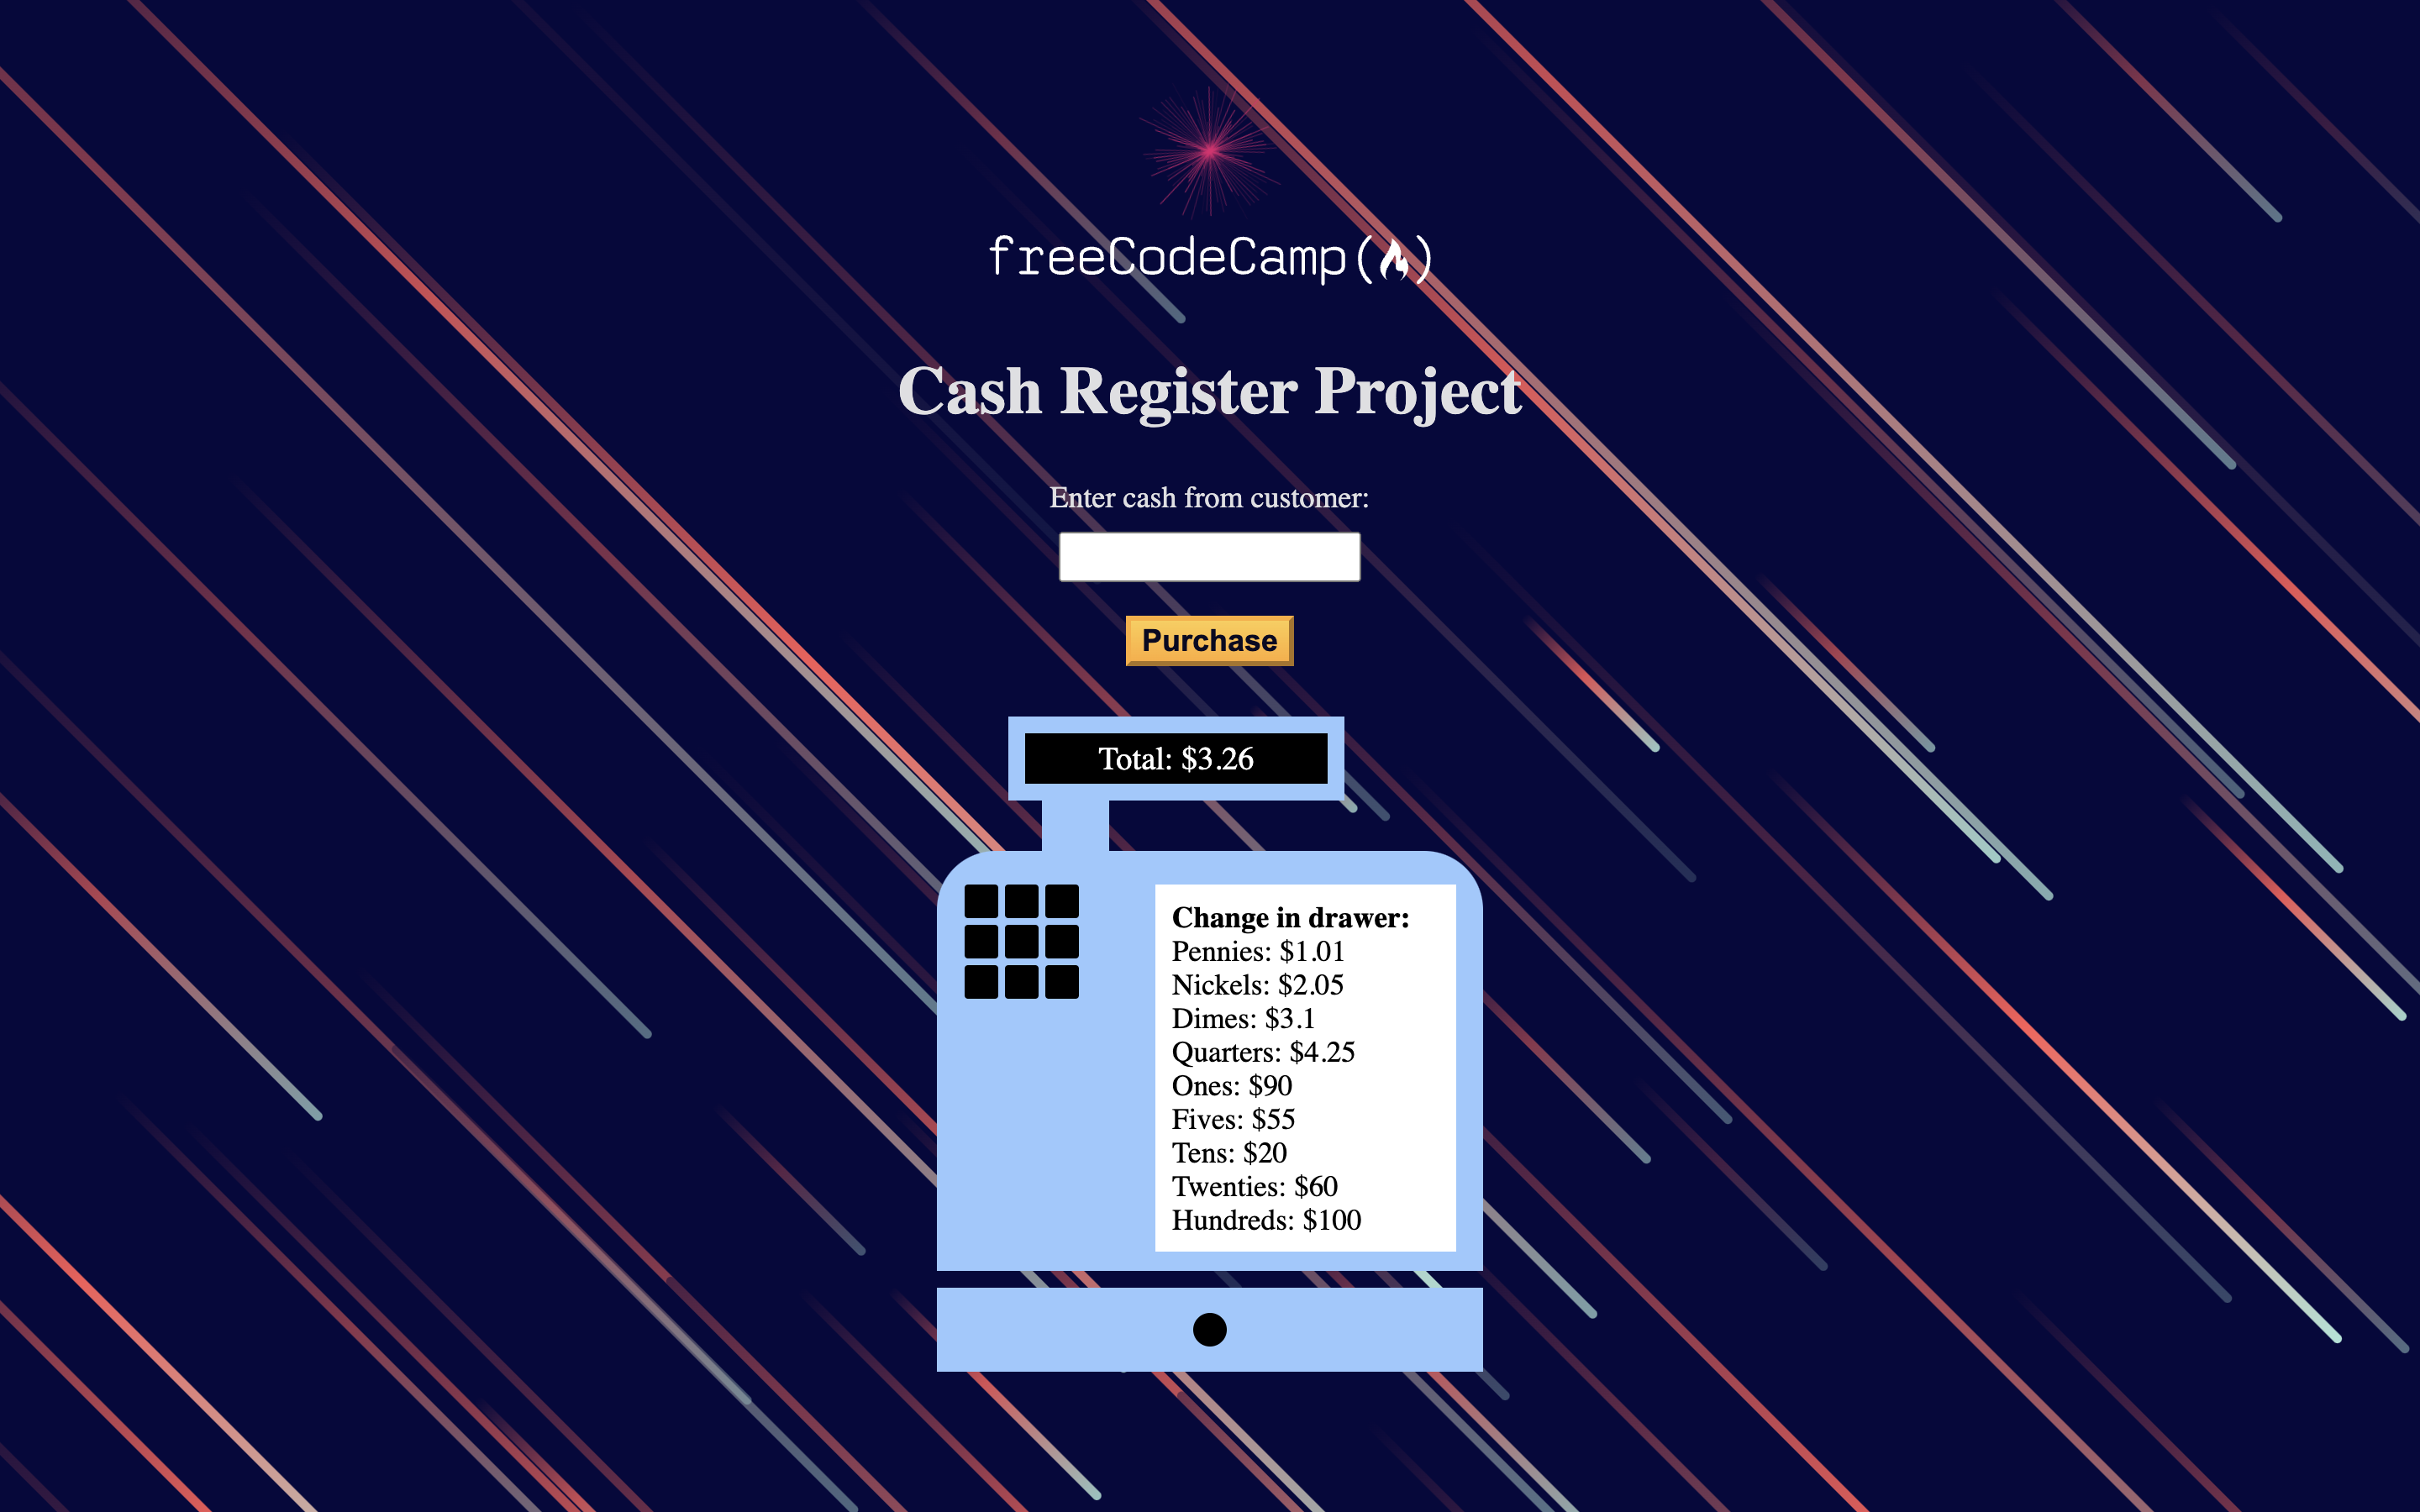 freeCodeCamp(🔥)
Cash Register Project
Enter cash from customer:
Purchase
Total: $3.26
Change in drawer:
Pennies: $1.01
Nickels: $2.05
Dimes: $3.1
Quarters: $4.25
Ones: $90
Fives: $55
Tens: $20
Twenties: $60
Hundreds: $100